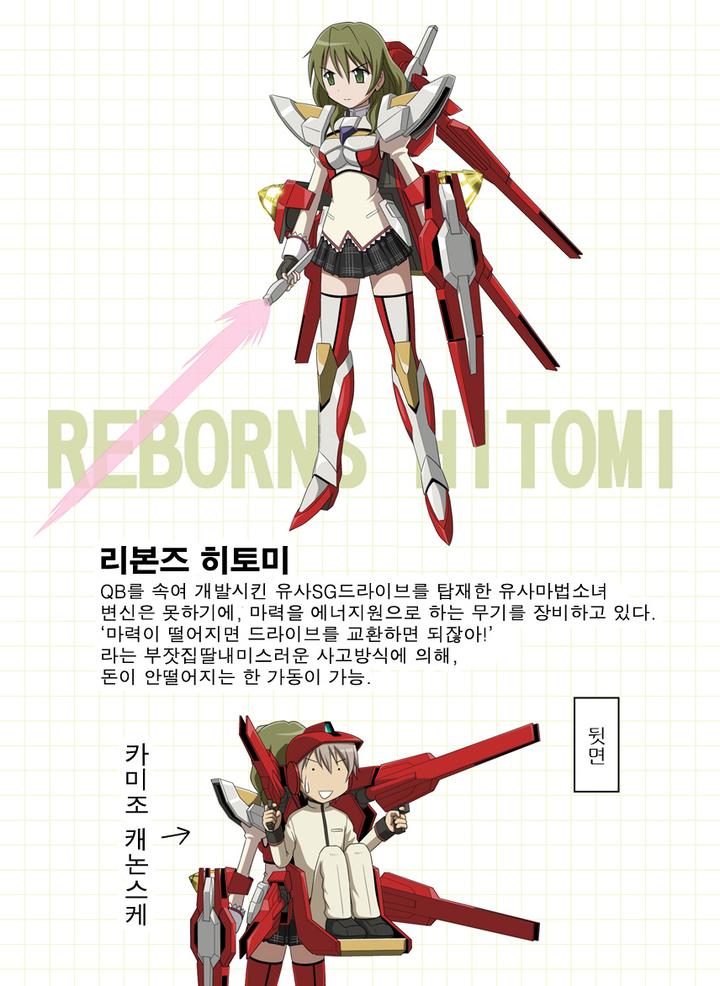 REBORNS HITOMI
리본즈 히토미
QB를 속여 개발시킨 유사SG드라이브를 탑재한 유사마법소녀
변신은 못하기에, 마력을 에너지원으로 하는 무기를 장비하고 있다.
‘마력이 떨어지면 드라이브를 교환하면 되잖아!’
라는 부잣집딸내미스러운 사고방식에 의해,
돈이 안떨어지는 한 가동이 가능.
뒷면
카미조 캐논스케